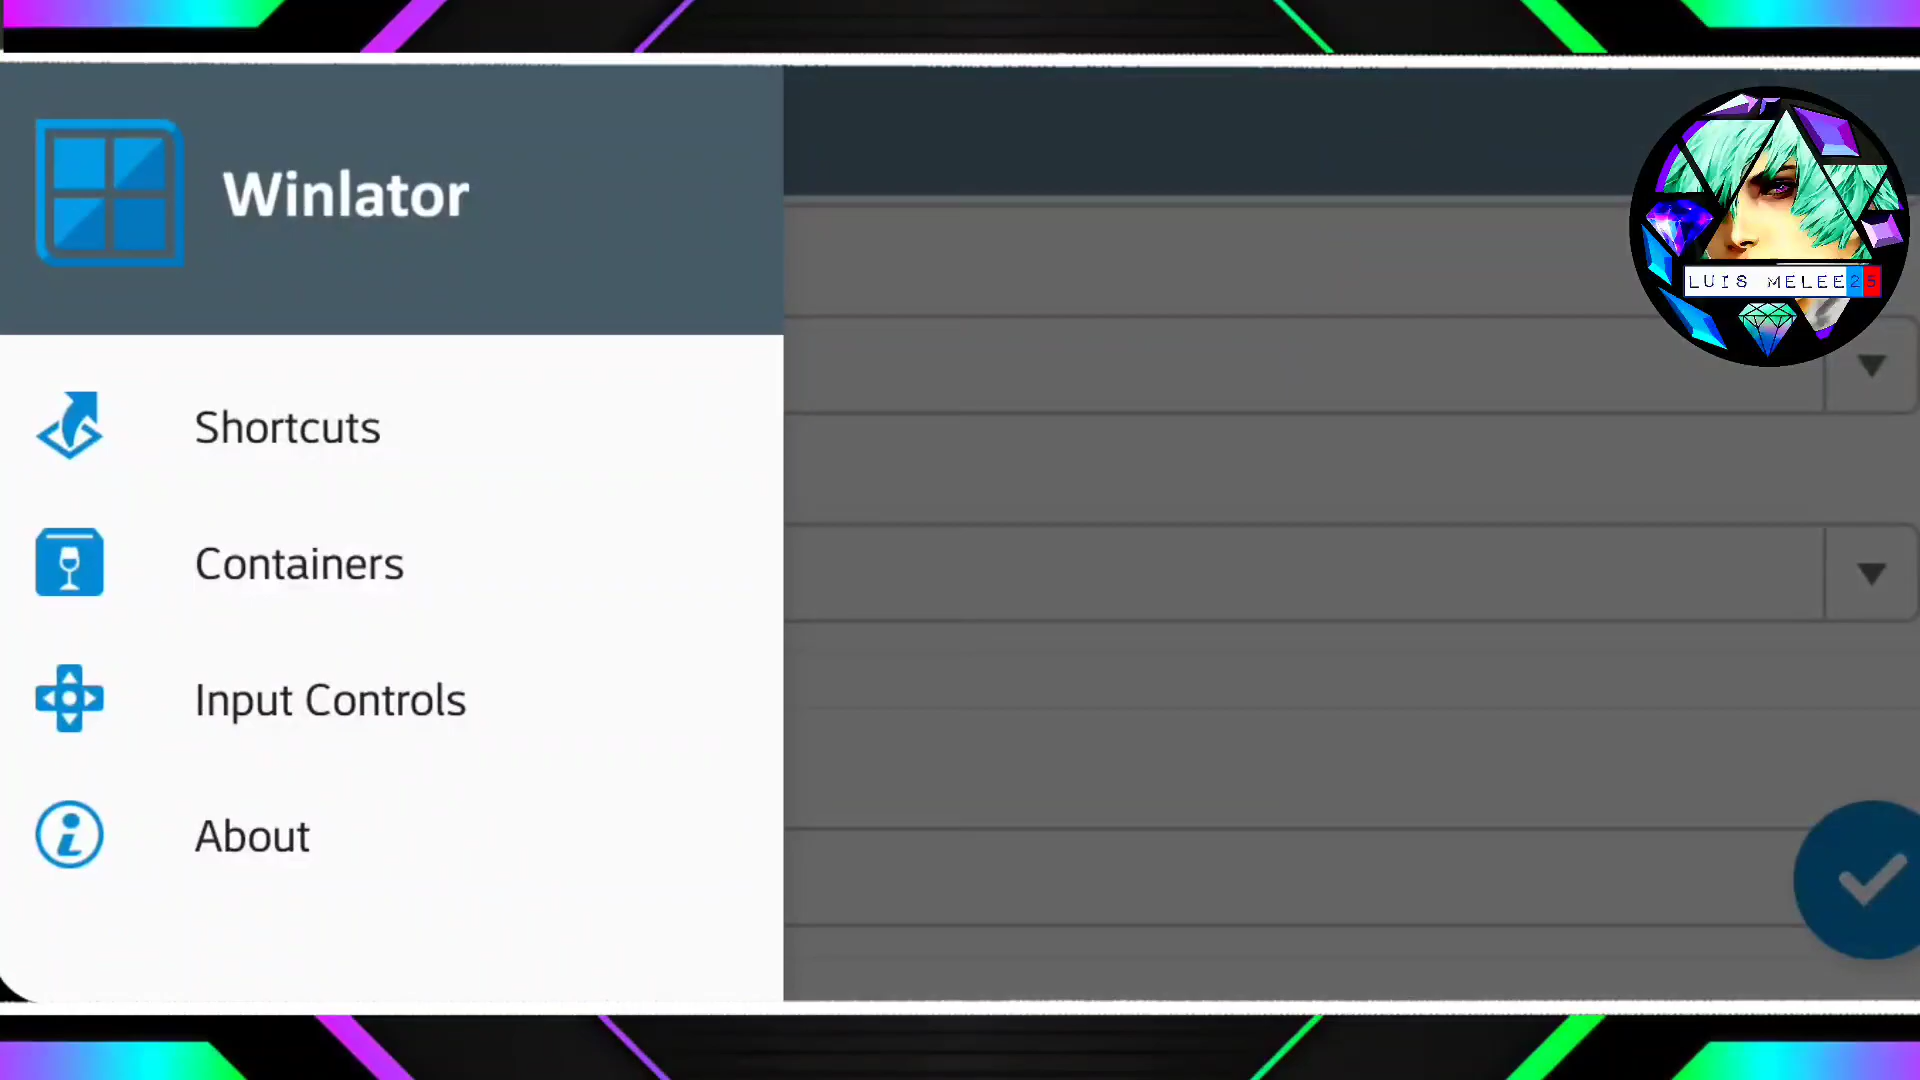 Winlator
LUIS MELEE25
Shortcuts
Containers
Input Controls
About